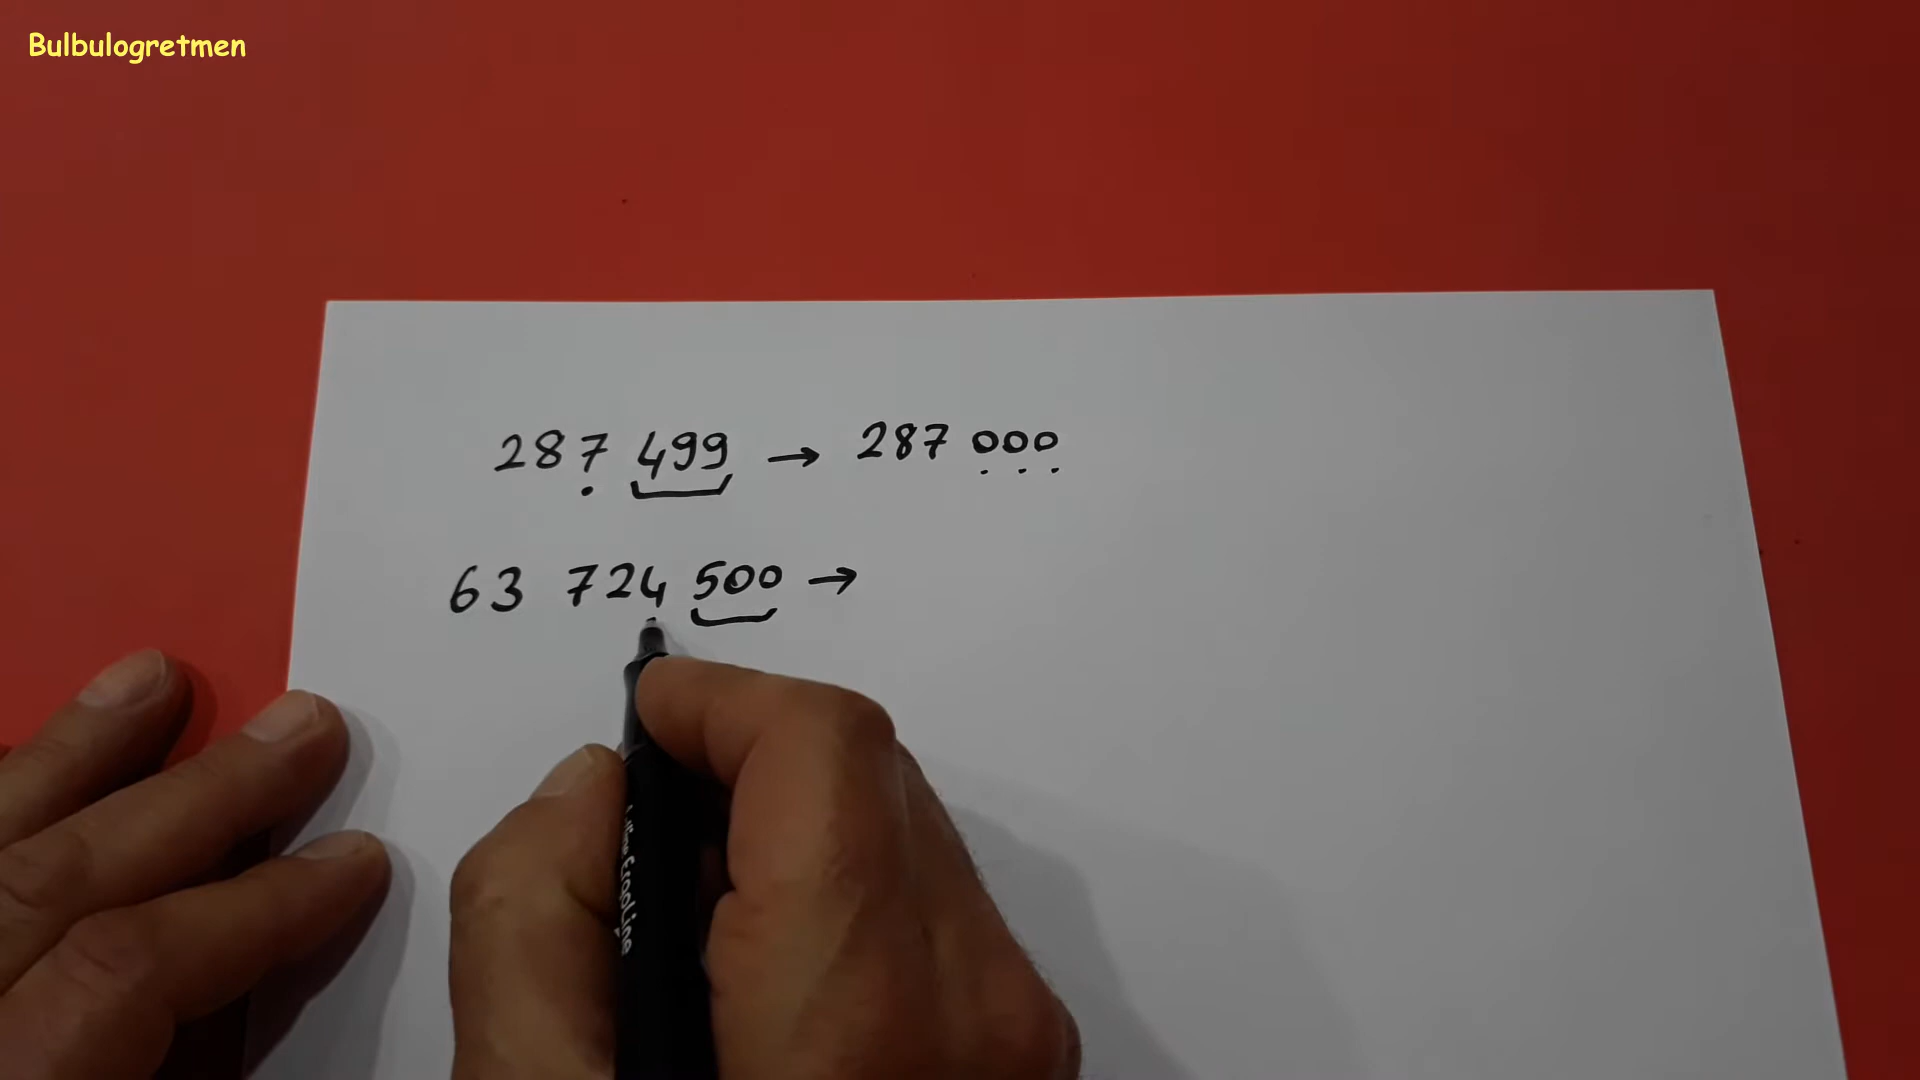 Bulbulogretmen
287 499 → 287 000
63 724 500 →